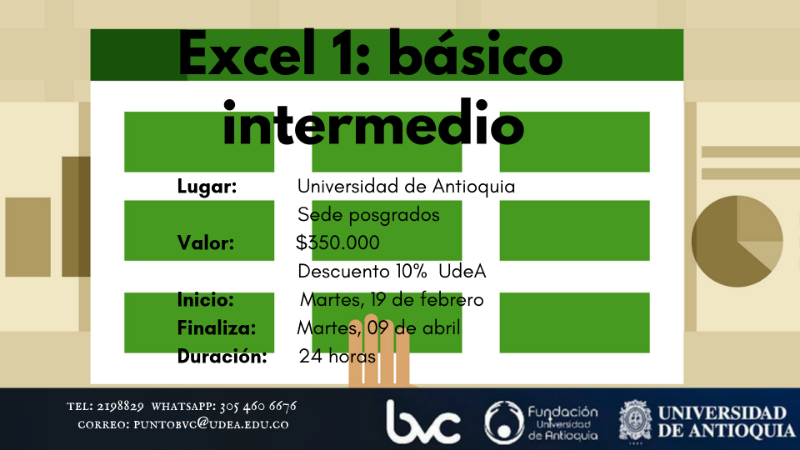 Excel 1: básico
intermedio
Lugar: Universidad de Antioquia
Sede posgrados
Valor: $350.000
Descuento 10% UdeA
Inicio: Martes, 19 de febrero
Finaliza: Martes, 09 de abril
Duración: 24 horas
TEL: 2198829 WHATSAPP: 305 460 6676
CORREO: PUNTOBVC@UDEA.EDU.CO
bvc
Fundación
Universidad
de Antioquia
UNIVERSIDAD
DE ANTIOQUIA
1803